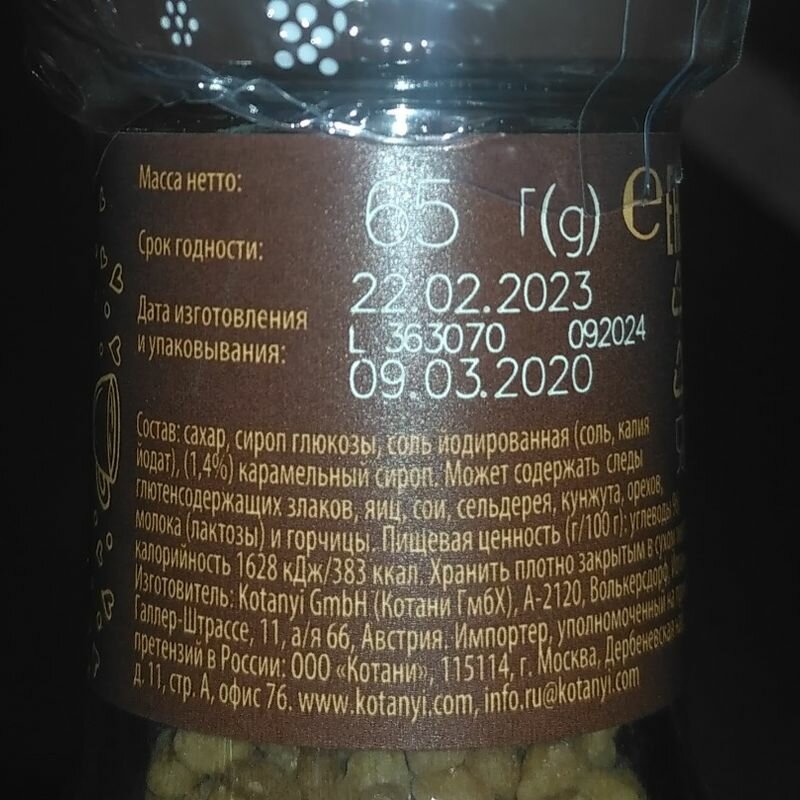 Масса нетто: 65 г(g) e
Срок годности: 22.02.2023
Дата изготовления L 363070 092024
и упаковывания: 09.03.2020
Состав: сахар, сироп глюкозы, соль йодированная (соль, калия
йодат), (1,4%) карамельный сироп. Может содержать следы
глютенсодержащих злаков, яиц, сои, сельдерея, кунжута, орехов,
молока (лактозы) и горчицы. Пищевая ценность (г/100 г): углеводы
калорийность 1628 кДж/383 ккал. Хранить плотно закрытым в сухом
Изготовитель: Kotanyi GmbH (Котани ГмбХ), А-2120, Волькерсдорф,
Галлер-Штрассе, 11, а/я 66, Австрия. Импортер, уполномоченный на
претензий в России: ООО «Котани», 115114, г. Москва, Дербеневская
д. 11, стр. А, офис 76. www.kotanyi.com, info.ru@kotanyi.com